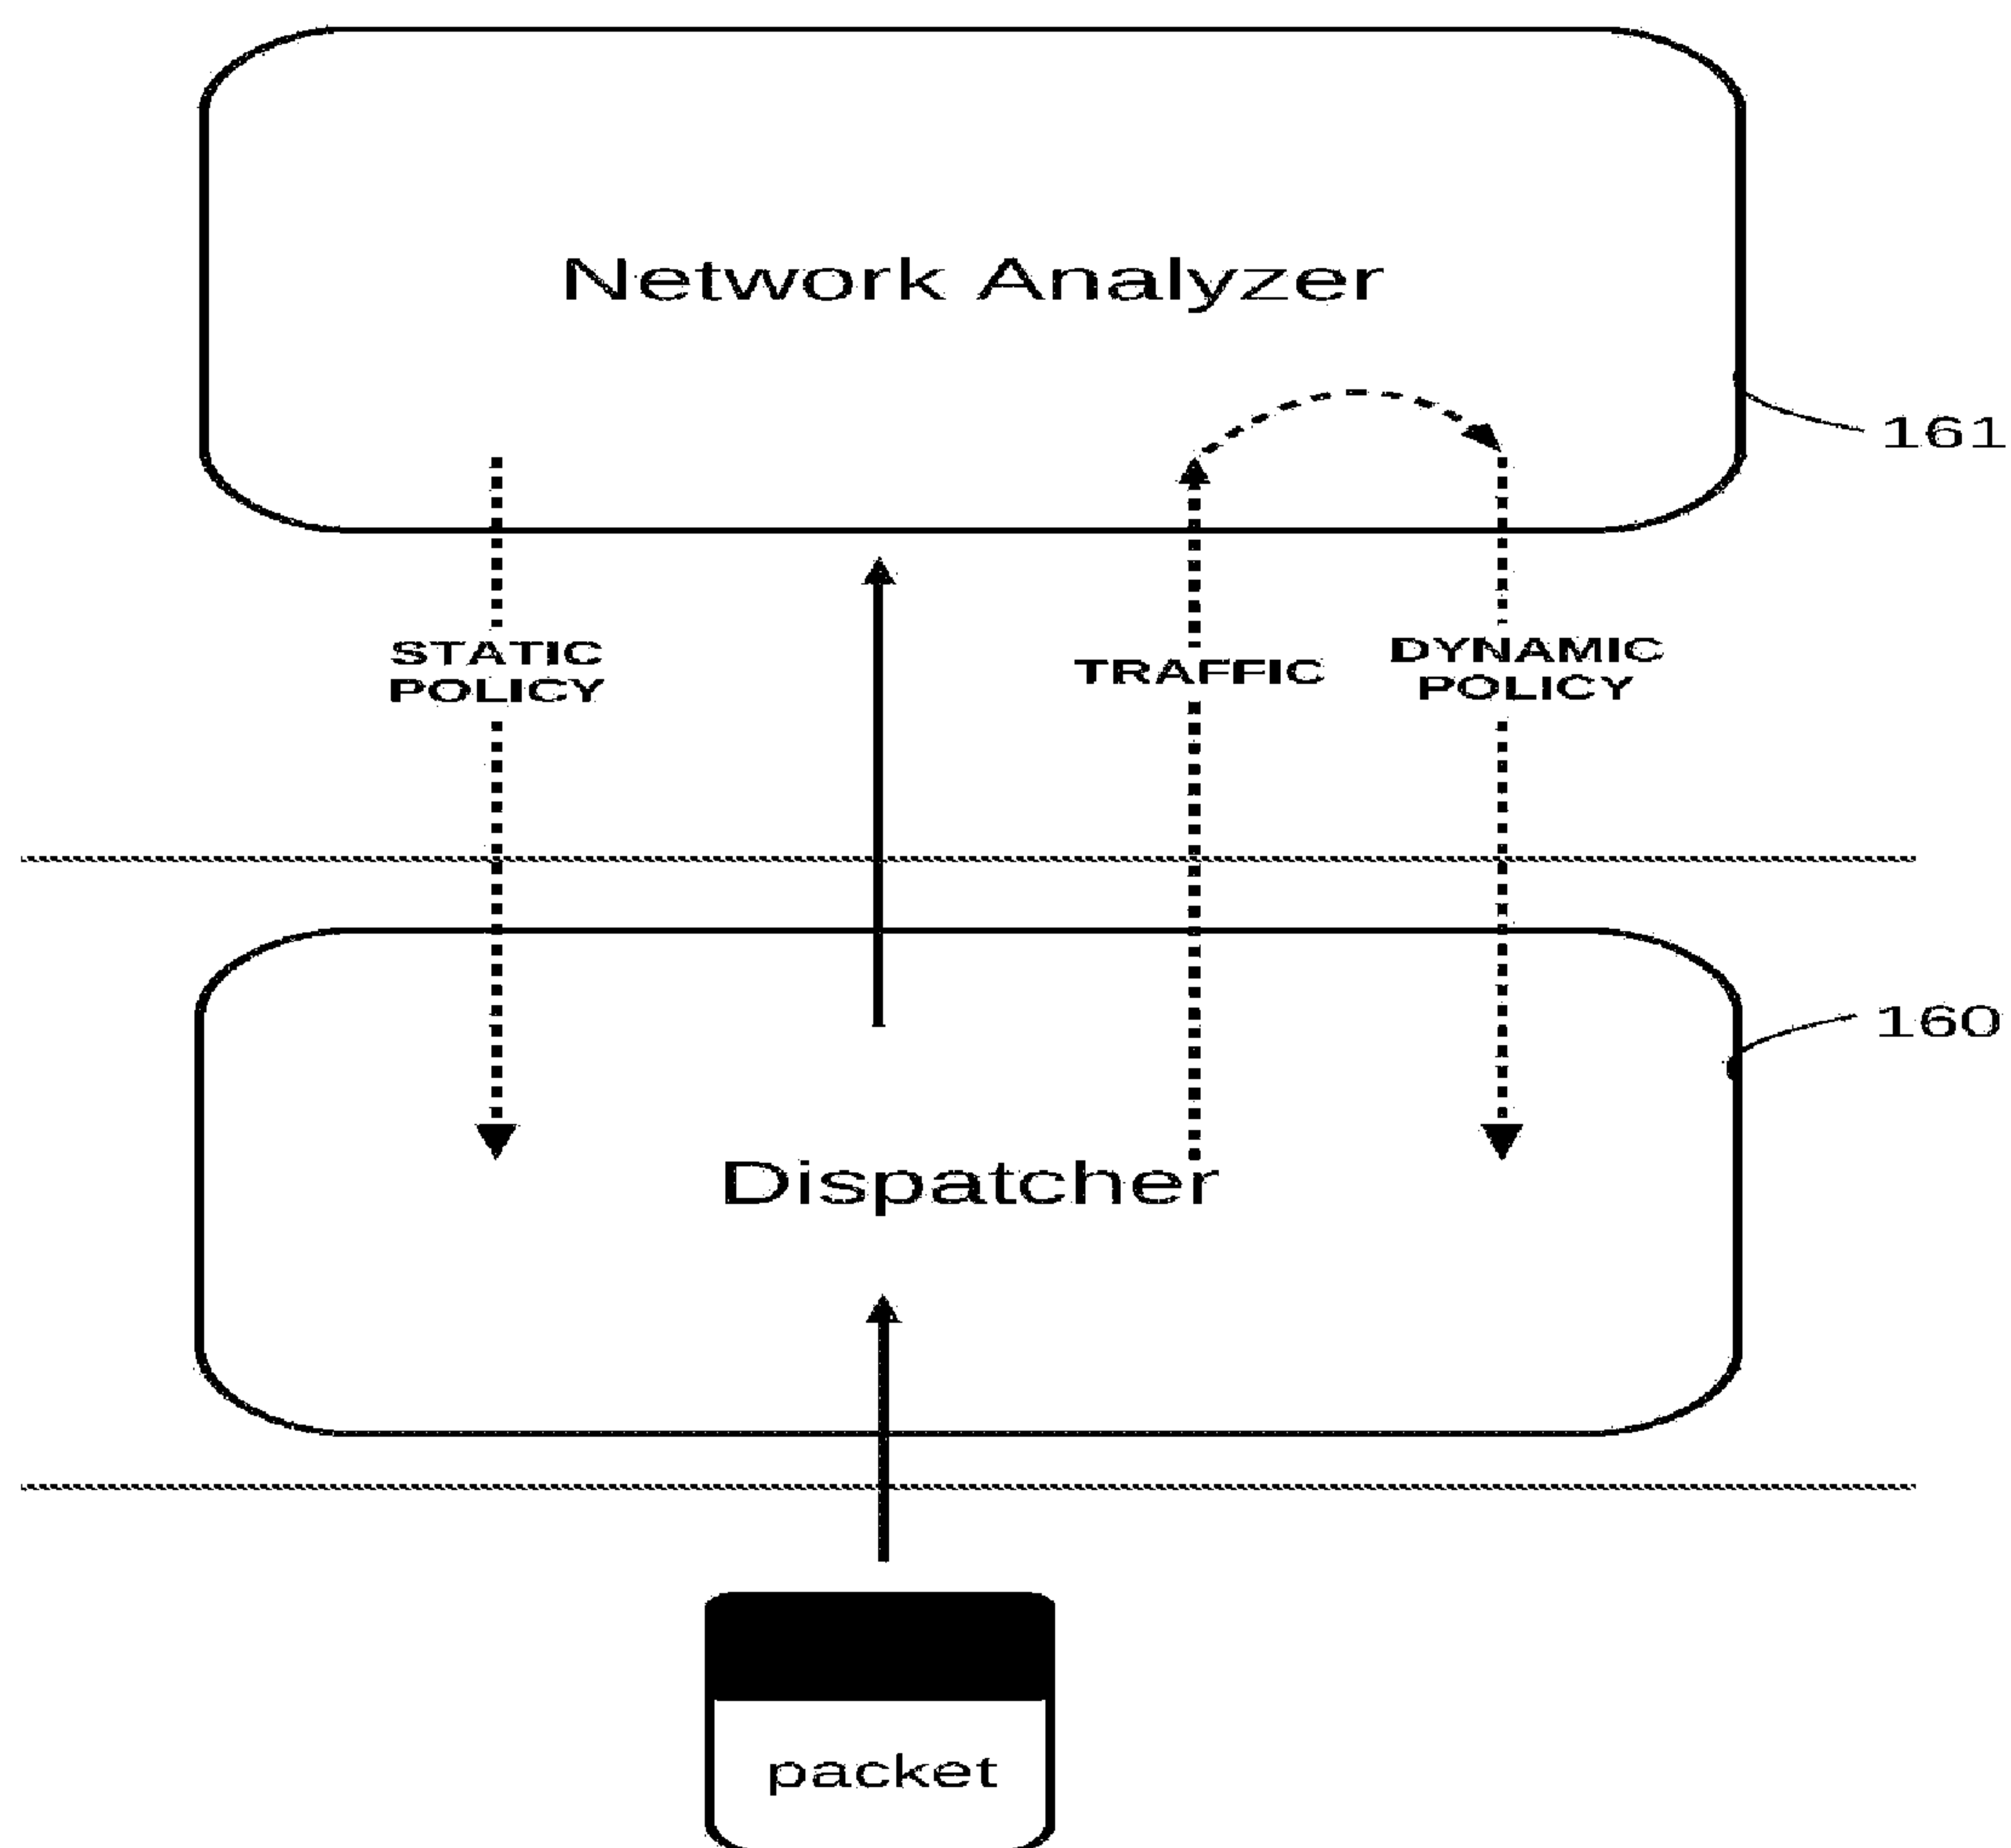 Network Analyzer
161
STATIC
POLICY
TRAFFIC
DYNAMIC
POLICY
160
Dispatcher
packet